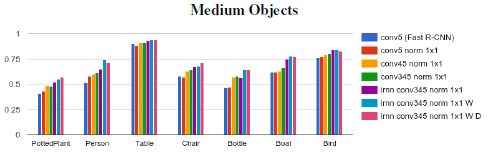 Medium Objects
1
0.75
0.5
0.25
0
PottedPlant Person Table Chair Bottle Boat Bird
conv5 (Fast R-CNN)
conv5 norm 1x1
conv45 norm 1x1
conv345 norm 1x1
irnn conv345 norm 1x1
irnn conv345 norm 1x1 W
irnn conv345 norm 1x1 W D